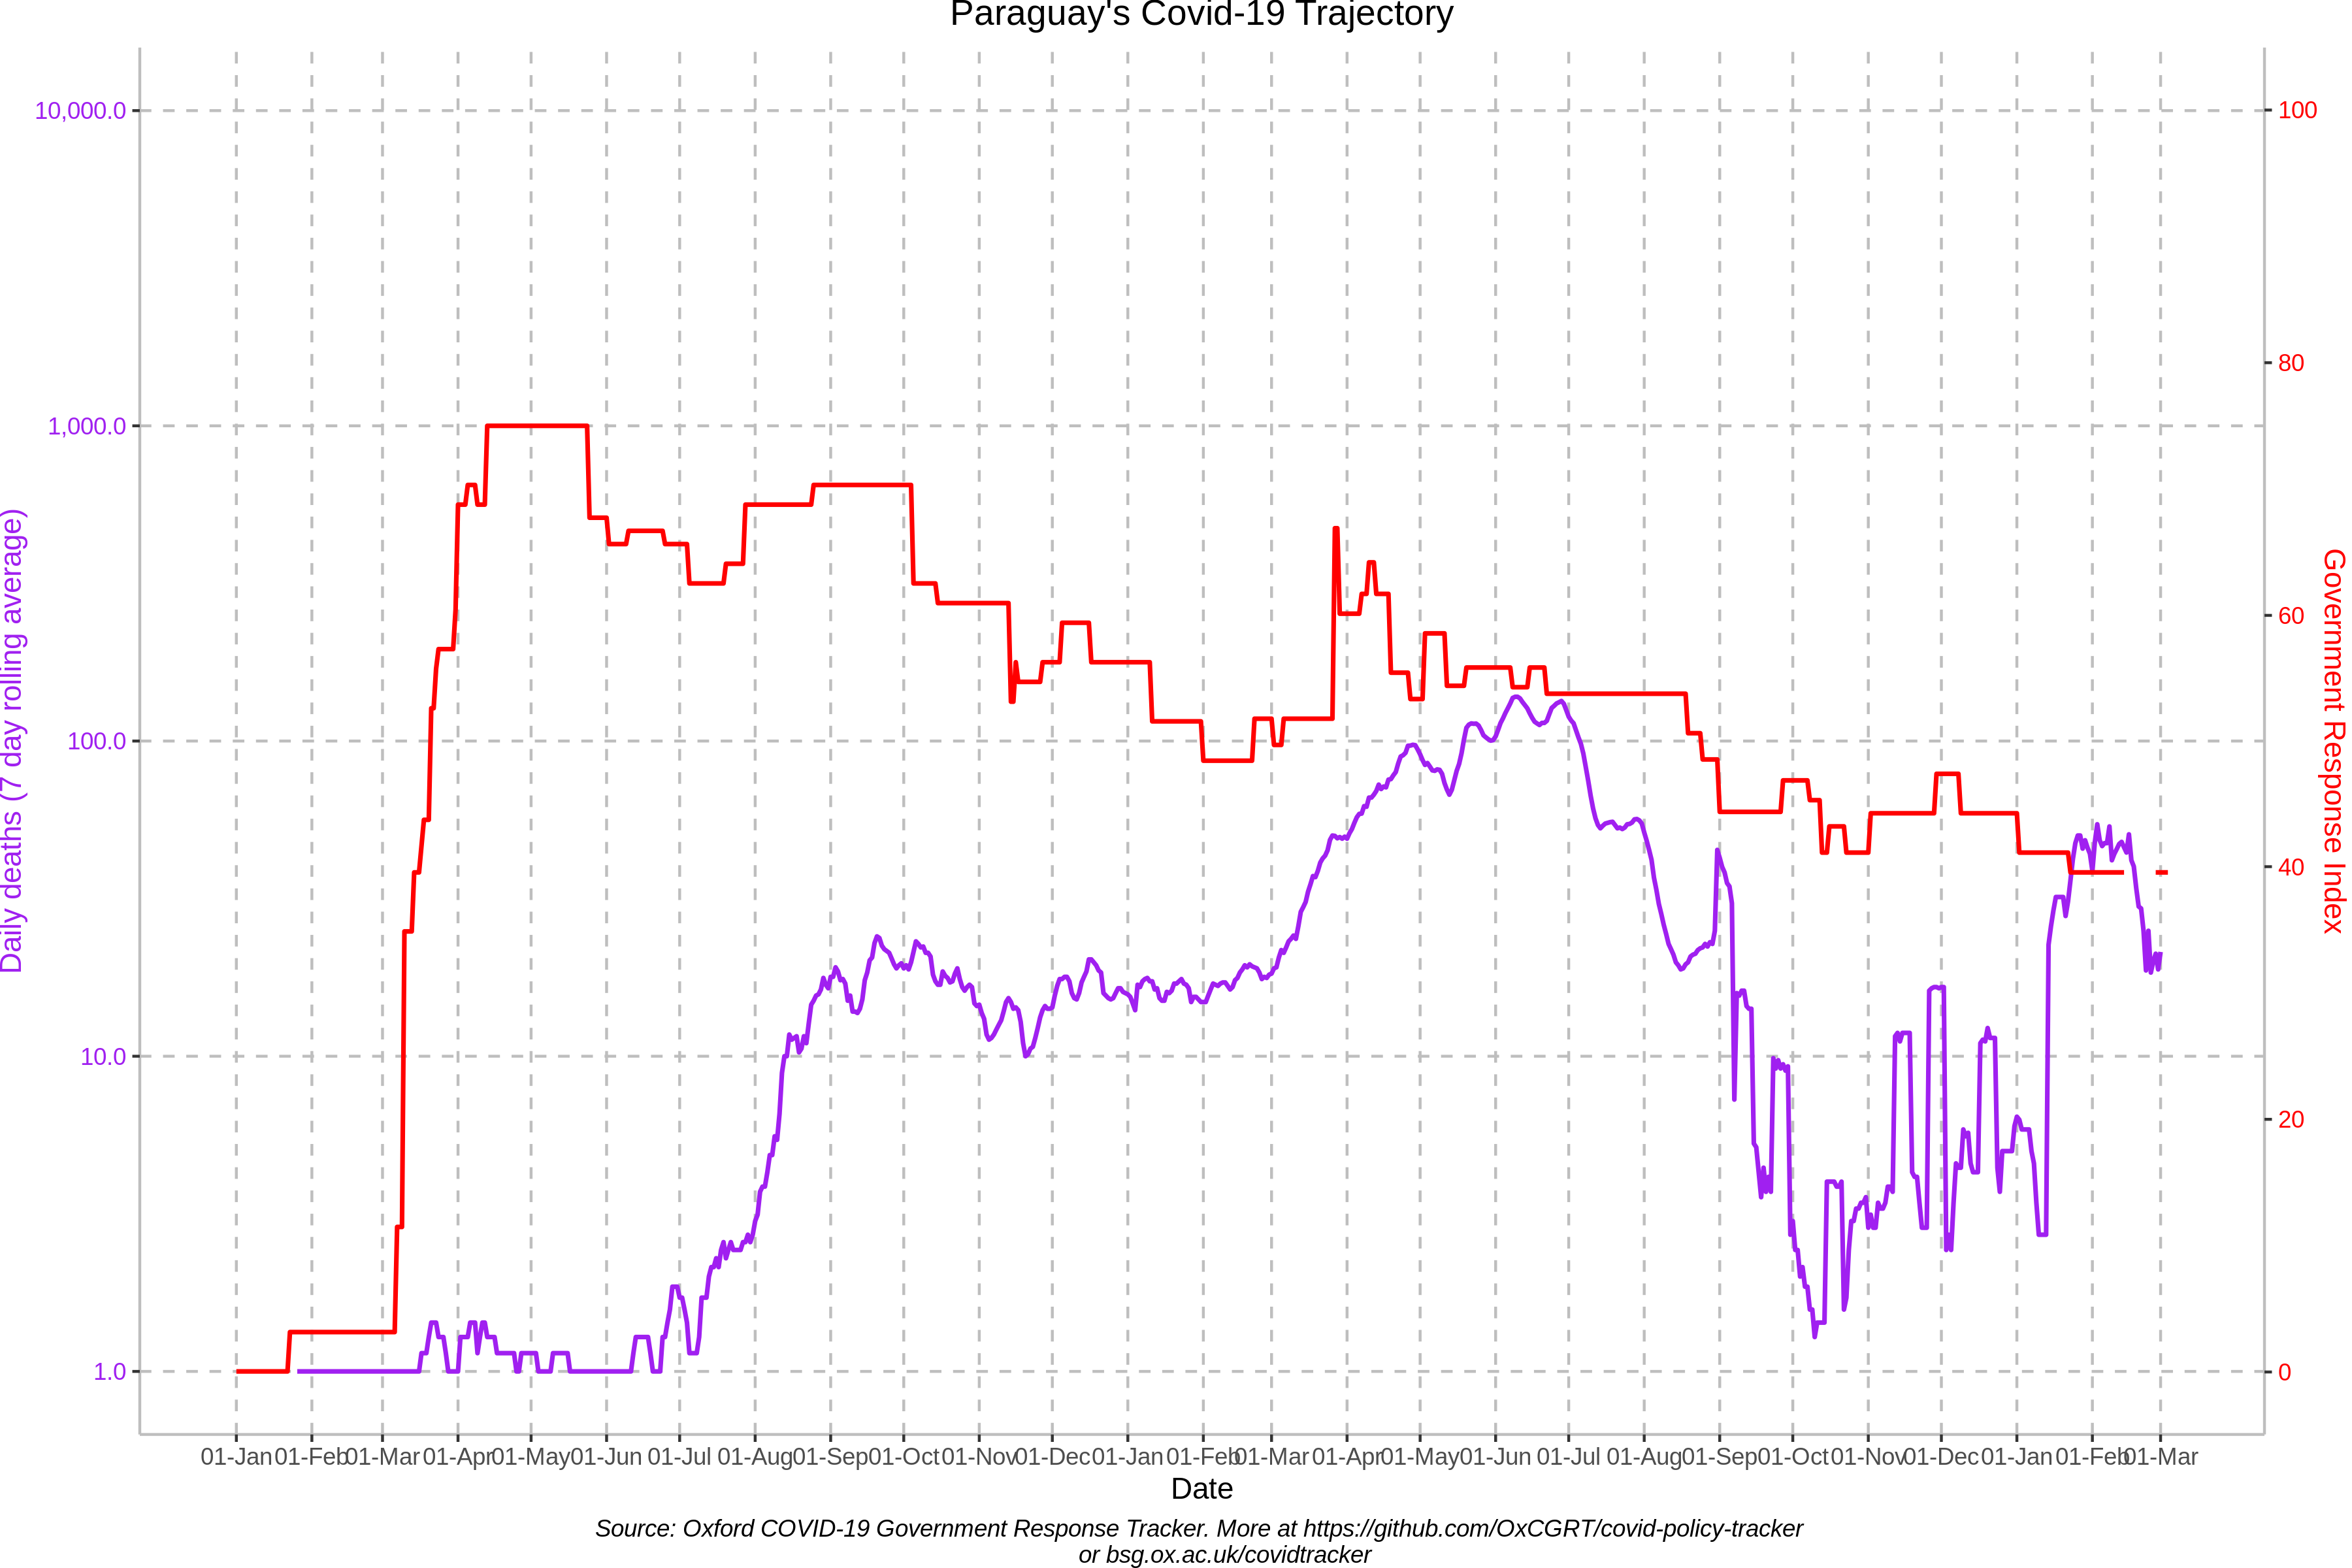 Paraguay's Covid-19 Trajectory
10,000.0
1,000.0
100.0
10.0
1.0
Daily deaths (7 day rolling average)
100
80
60
40
20
0
Government Response Index
01-Jan 01-Feb 01-Mar 01-Apr 01-May 01-Jun 01-Jul 01-Aug 01-Sep 01-Oct 01-Nov 01-Dec 01-Jan 01-Feb 01-Mar 01-Apr 01-May 01-Jun 01-Jul 01-Aug 01-Sep 01-Oct 01-Nov 01-Dec 01-Jan 01-Feb 01-Mar
Date
Source: Oxford COVID-19 Government Response Tracker. More at https://github.com/OxCGRT/covid-policy-tracker
or bsg.ox.ac.uk/covidtracker